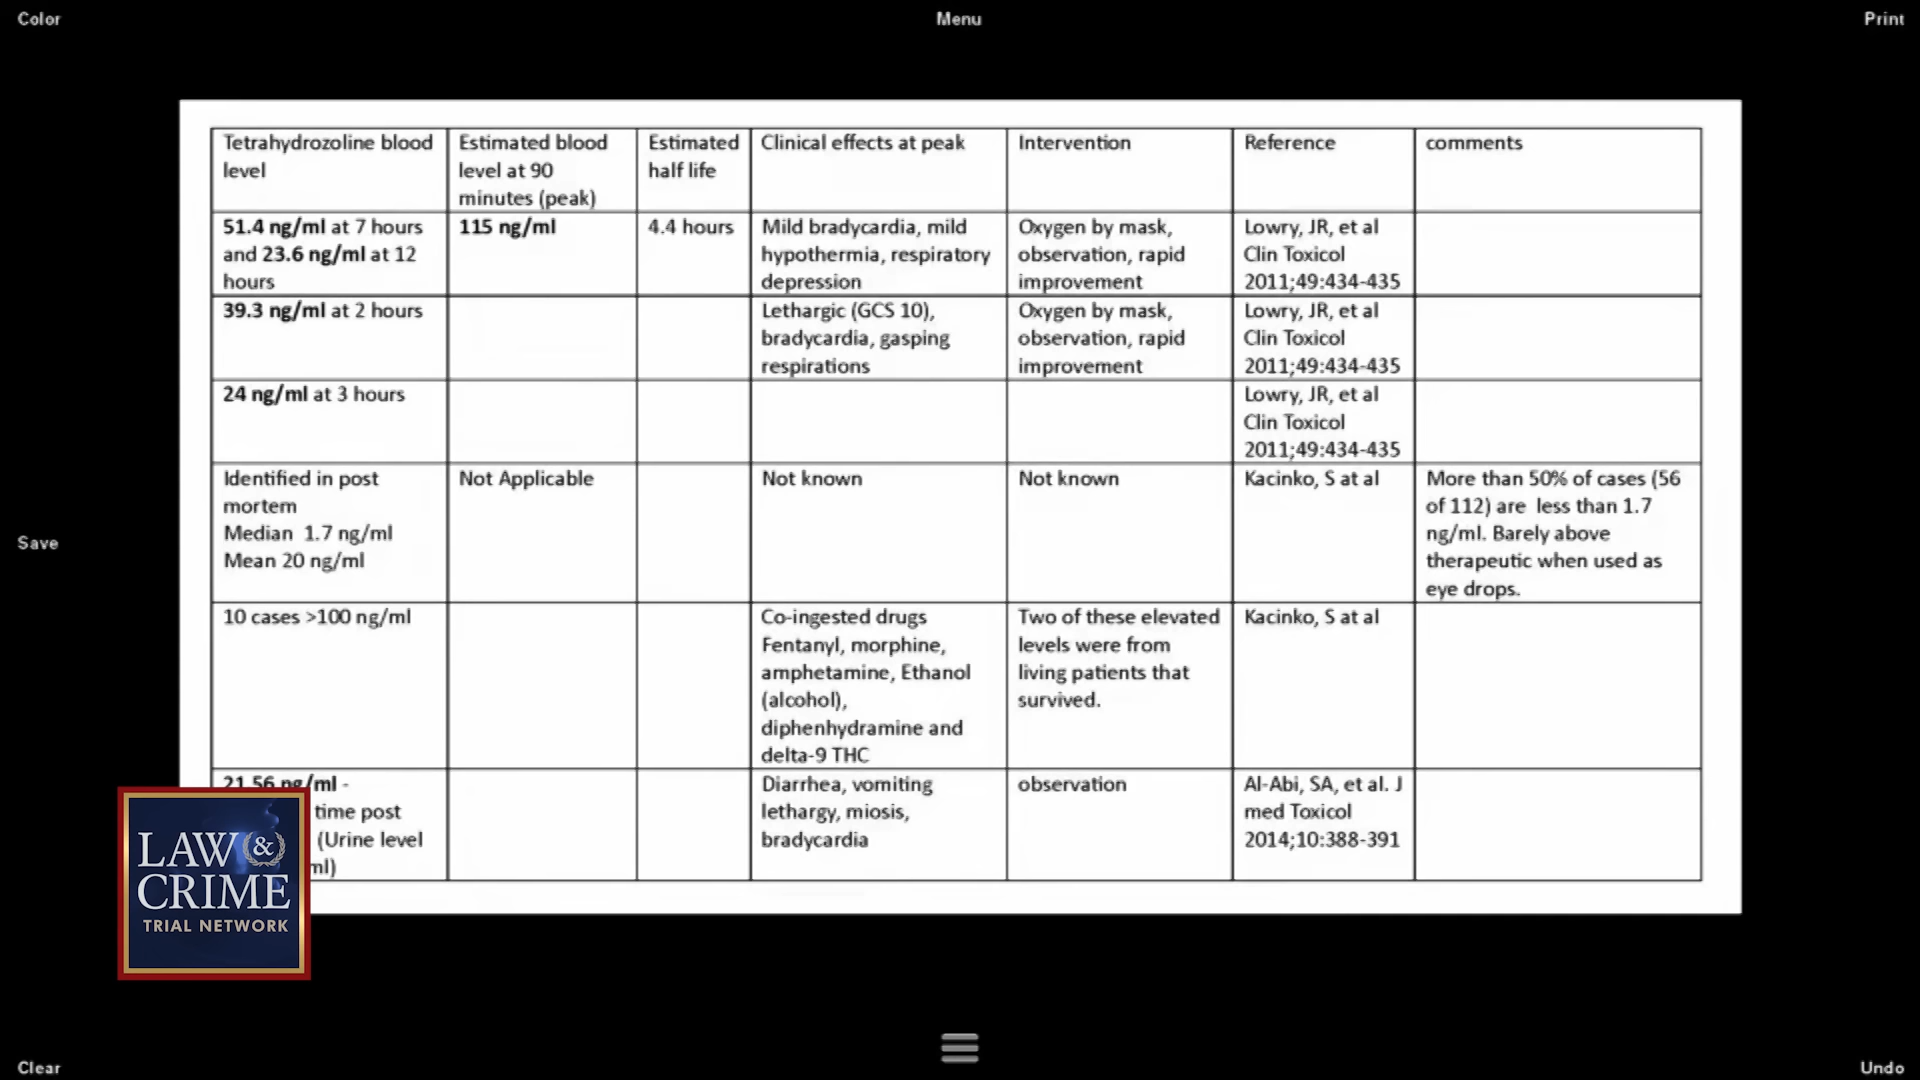 Color
Menu
Print
Tetrahydrozoline blood
level
Estimated blood
level at 90
minutes (peak)
Estimated
half life
Clinical effects at peak
Intervention
Reference
comments
51.4 ng/ml at 7 hours
and 23.6 ng/ml at 12
hours
115 ng/ml
4.4 hours
Mild bradycardia, mild
hypothermia, respiratory
depression
Oxygen by mask,
observation, rapid
improvement
Lowry, JR, et al
Clin Toxicol
2011;49:434-435
39.3 ng/ml at 2 hours
Lethargic (GCS 10),
bradycardia, gasping
respirations
Oxygen by mask,
observation, rapid
improvement
Lowry, JR, et al
Clin Toxicol
2011;49:434-435
24 ng/ml at 3 hours
Lowry, JR, et al
Clin Toxicol
2011;49:434-435
Identified in post
mortem
Median 1.7 ng/ml
Mean 20 ng/ml
Not Applicable
Not known
Not known
Kacinko, S at al
More than 50% of cases (56
of 112) are less than 1.7
ng/ml. Barely above
therapeutic when used as
eye drops.
10 cases >100 ng/ml
Co-ingested drugs
Fentanyl, morphine,
amphetamine, Ethanol
(alcohol),
diphenhydramine and
delta-9 THC
Two of these elevated
levels were from
living patients that
survived.
Kacinko, S at al
21.56 ng/ml -
time post
(Urine level
ml)
Diarrhea, vomiting
lethargy, miosis,
bradycardia
observation
Al-Abi, SA, et al. J
med Toxicol
2014;10:388-391
Save
LAW &
CRIME
TRIAL NETWORK
Clear
Undo